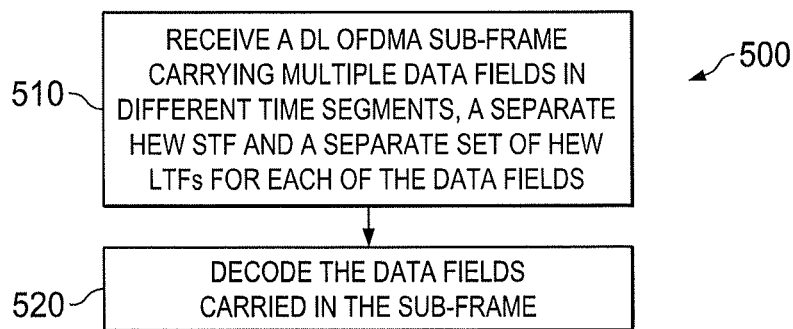 RECEIVE A DL OFDMA SUB-FRAME
CARRYING MULTIPLE DATA FIELDS IN
DIFFERENT TIME SEGMENTS, A SEPARATE
HEW STF AND A SEPARATE SET OF HEW
LTFs FOR EACH OF THE DATA FIELDS
510
500
DECODE THE DATA FIELDS
CARRIED IN THE SUB-FRAME
520